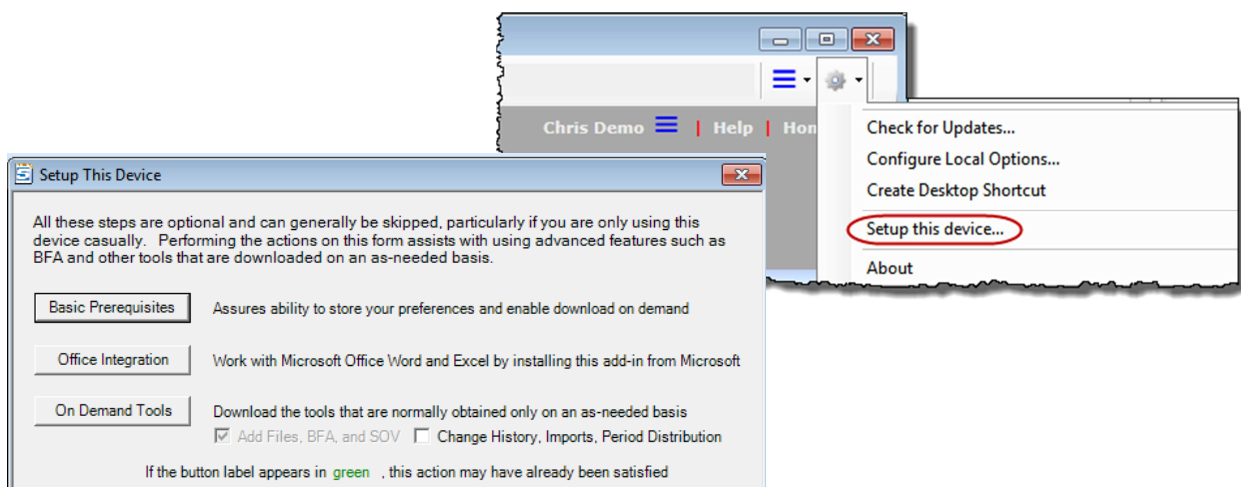 Chris Demo | Help |
Check for Updates...
Configure Local Options...
Create Desktop Shortcut
Setup this device...
About
Setup This Device
All these steps are optional and can generally be skipped, particularly if you are only using this
device casually. Performing the actions on this form assists with using advanced features such as
BFA and other tools that are downloaded on an as-needed basis.
Basic Prerequisites Assures ability to store your preferences and enable download on demand
Office Integration Work with Microsoft Office Word and Excel by installing this add-in from Microsoft
On Demand Tools Download the tools that are normally obtained only on an as-needed basis
Add Files, BFA, and SOV Change History, Imports, Period Distribution
If the button label appears in green , this action may have already been satisfied